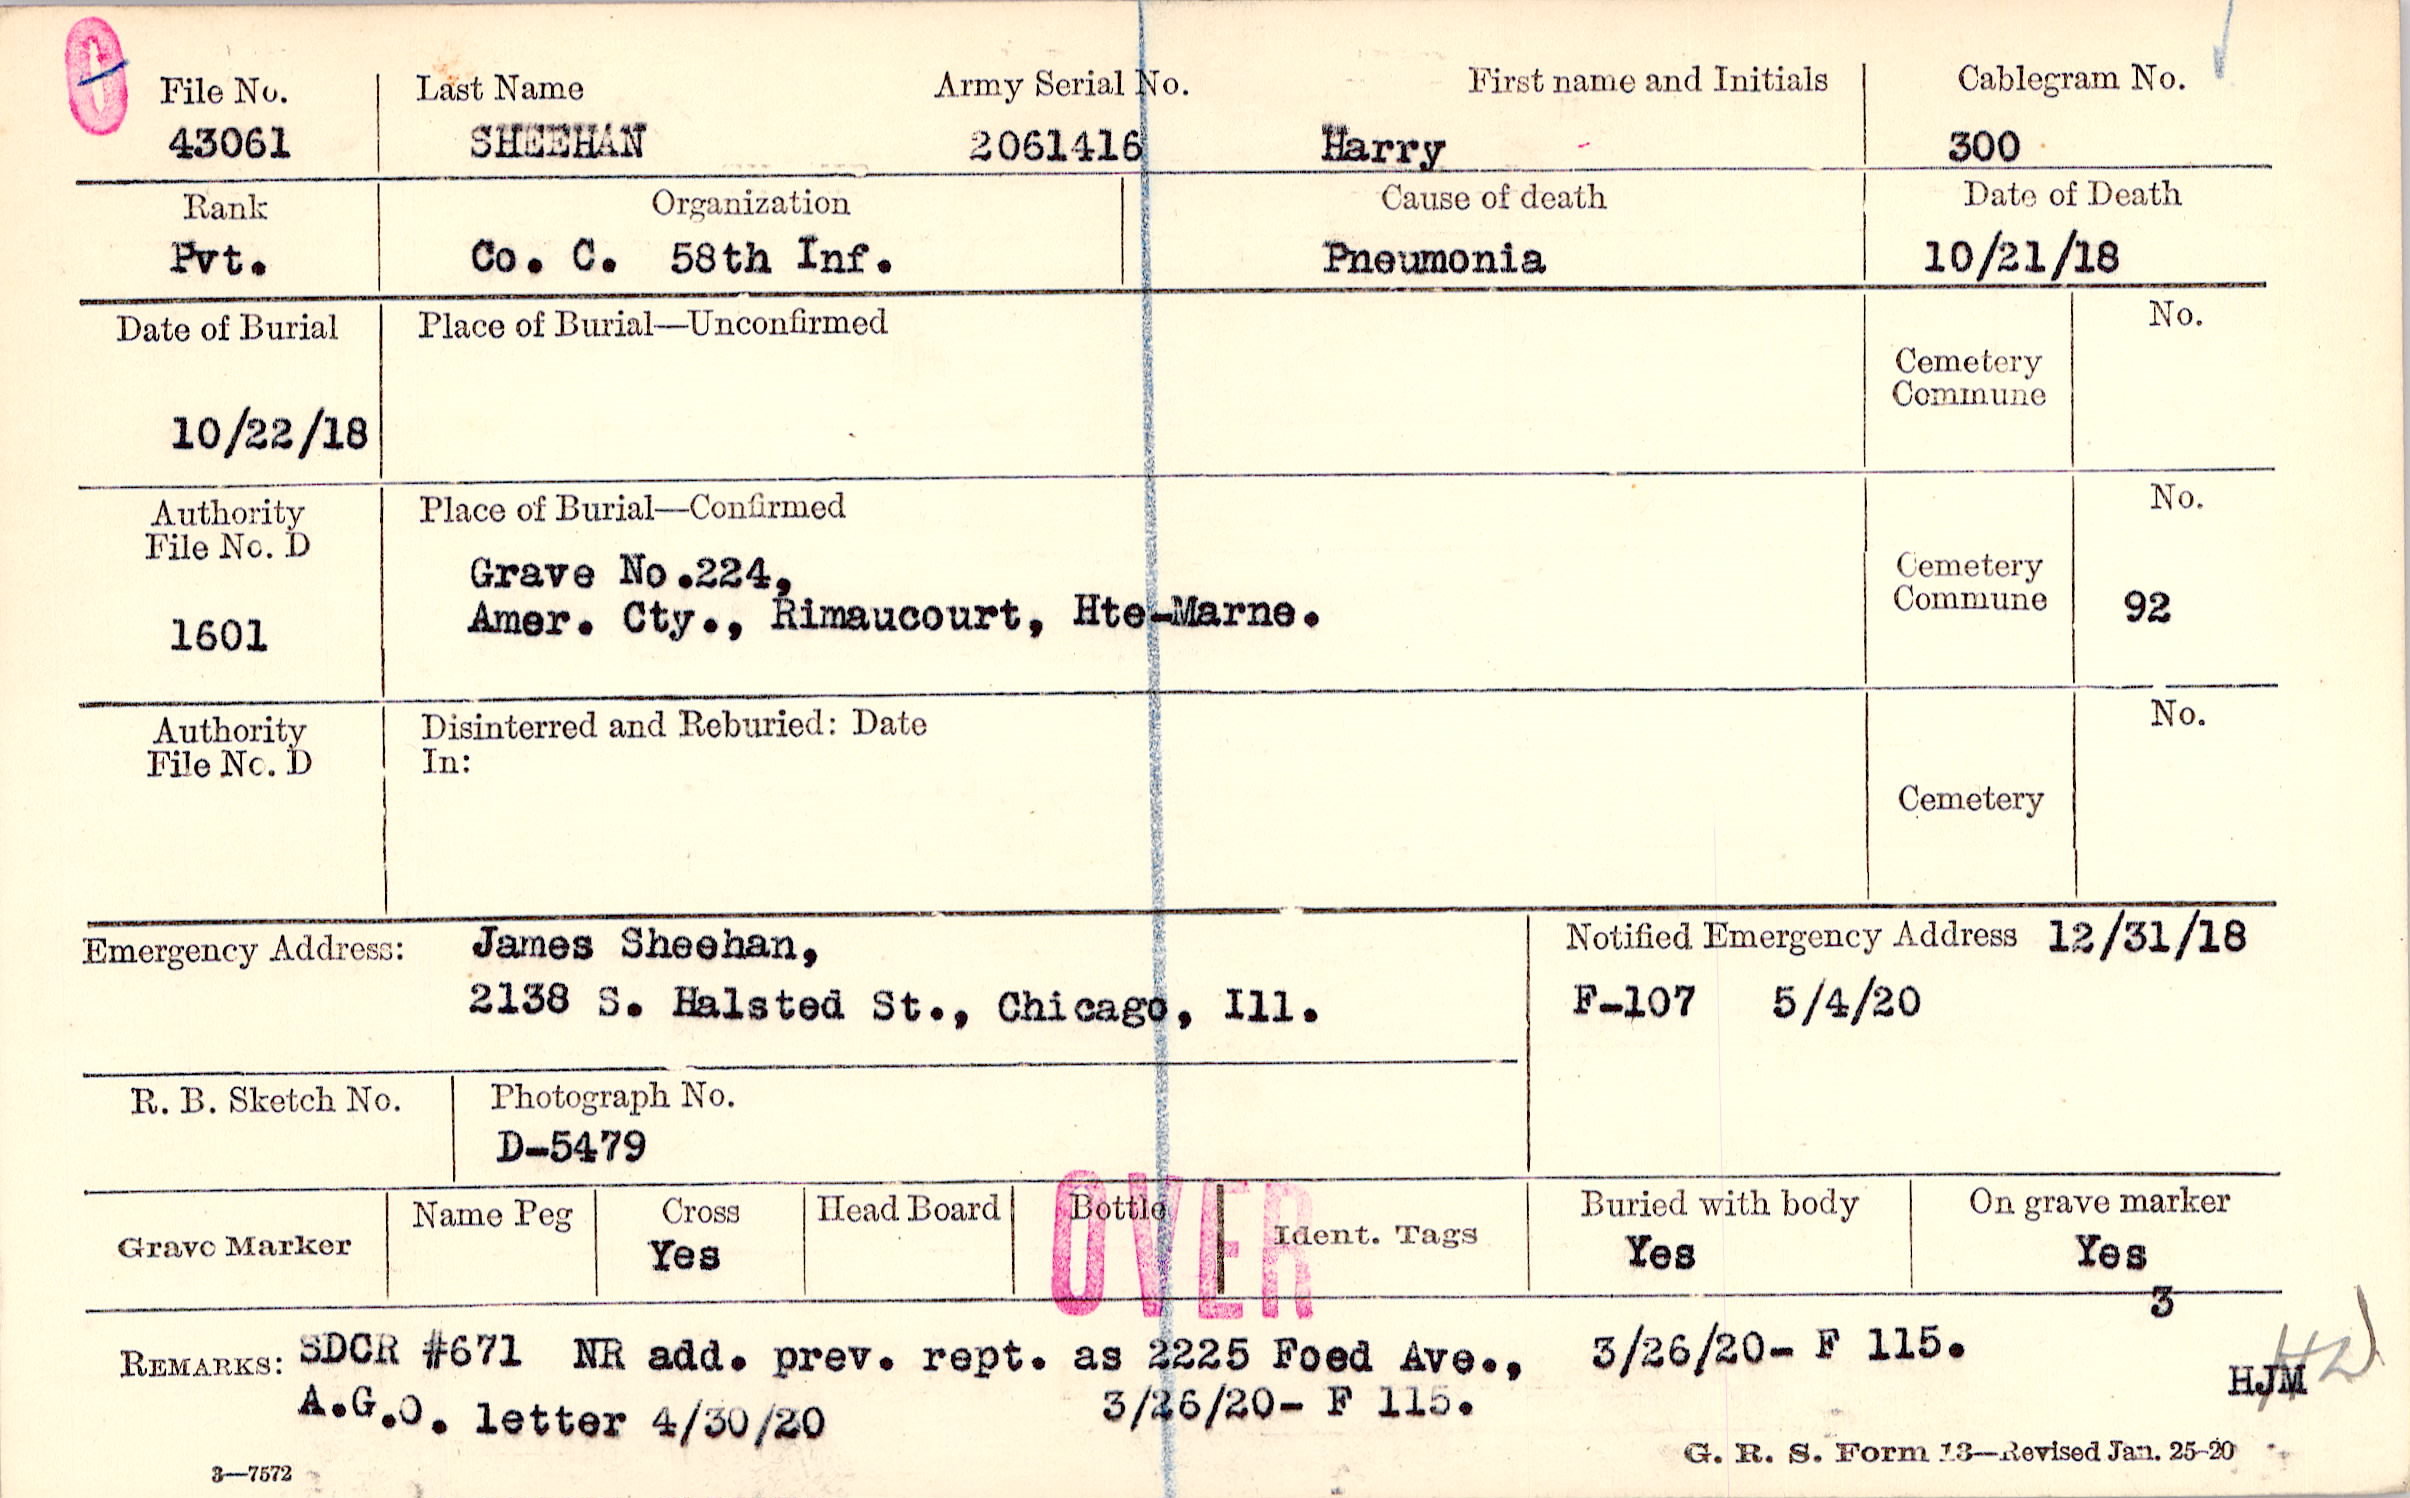 File No. Last Name Army Serial No. First name and Initials Cablegram No.
43061 SHEEHAN 2061416 Harry 300
Rank Organization Cause of death Date of Death
Pvt. Co. C. 58th Inf. Pneumonia 10/21/18
Date of Burial Place of Burial—Unconfirmed No.
Cemetery
Commune
10/22/18
Authority Place of Burial—Confirmed No.
File No. D
Grave No.224, Cemetery
Amer. Cty., Rimaucourt, Hte-Marne. Commune 92
1601
Authority Disinterred and Reburied: Date No.
File No. D In:
Cemetery
Emergency Address: James Sheehan, Notified Emergency Address 12/31/18
2138 S. Halsted St., Chicago, Ill. F-107 5/4/20
R. B. Sketch No. Photograph No.
D-5479
OVER
Name Peg Cross Head Board Bottle Buried with body On grave marker
Grave Marker Ident. Tags
Yes Yes Yes
3
REMARKS: SDCR #671 NR add. prev. rept. as 2225 Foed Ave., 3/26/20- F 115.
HJM
A.G.O. letter 4/30/20 3/26/20- F 115.
G. R. S. Form 13—Revised Jan. 25-20
3—7572